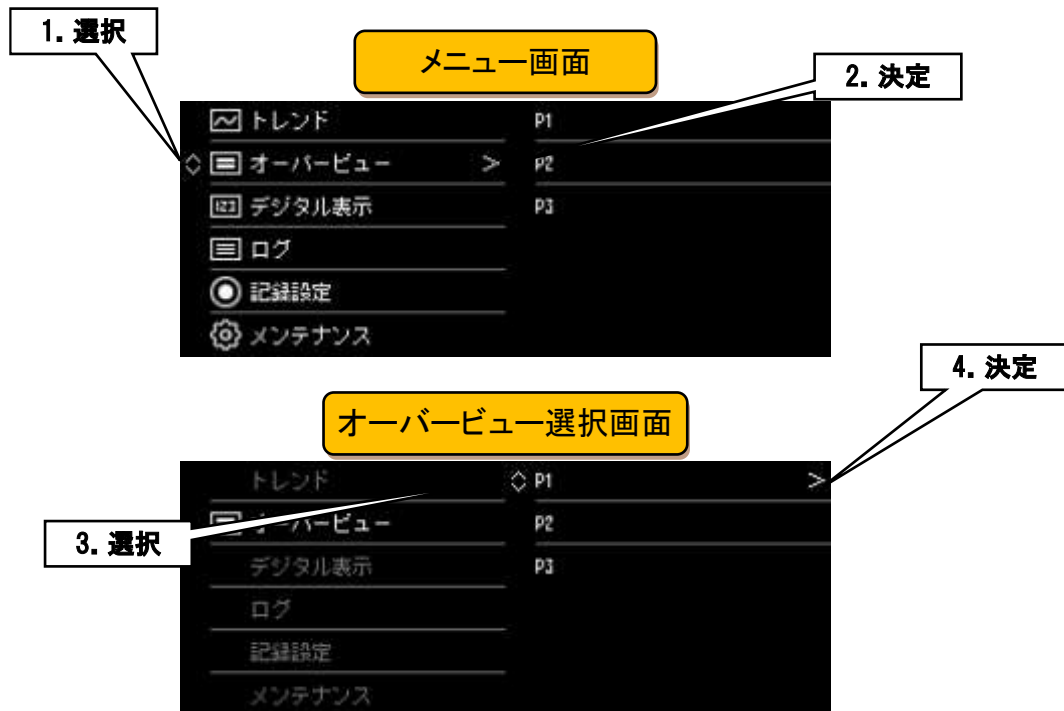 1. 選択
メニュー画面
2. 決定
トレンド
P1
オーバービュー >
P2
デジタル表示
P3
ログ
記録設定
メンテナンス
4. 決定
オーバービュー選択画面
トレンド
P1 >
オーバービュー
P2
3. 選択
デジタル表示
P3
ログ
記録設定
メンテナンス